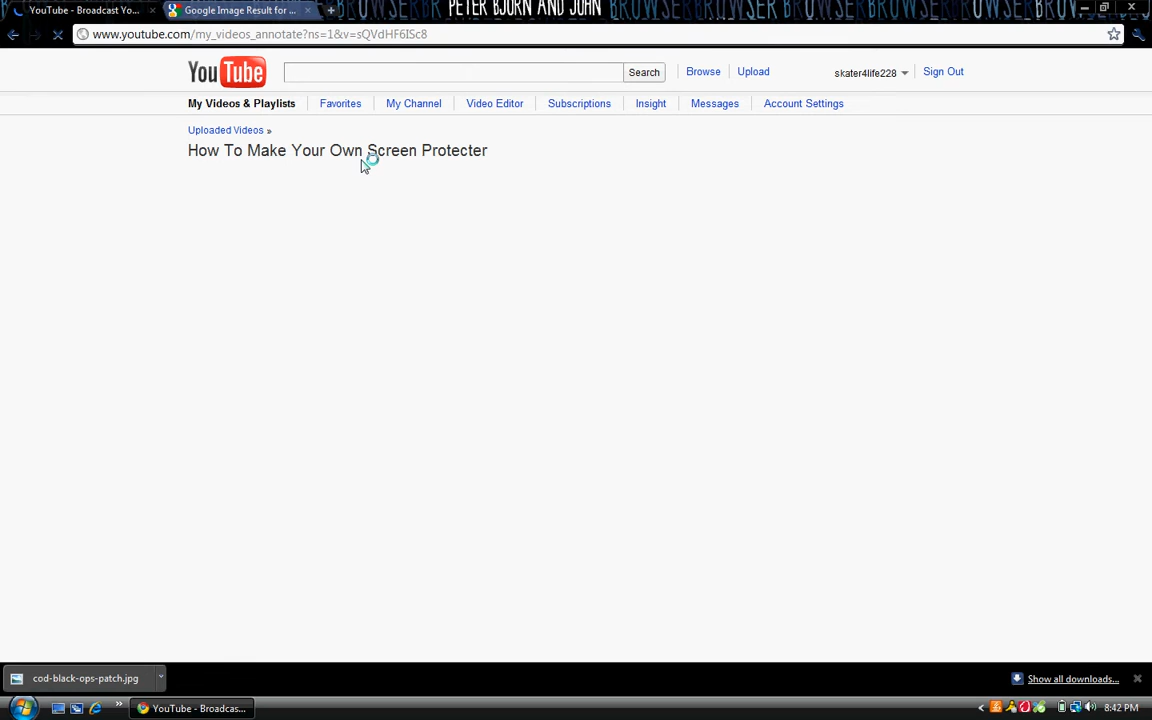 PETER BJORN AND JOHN BROWSER BROWSER BROWSER
YouTube - Broadcast Yo... Google Image Result for ...
www.youtube.com/my_videos_annotate?ns=1&v=sQVdHF6ISc8
YouTube Search Browse Upload skater4life228 Sign Out
My Videos & Playlists Favorites My Channel Video Editor Subscriptions Insight Messages Account Settings
Uploaded Videos »
How To Make Your Own Screen Protecter
cod-black-ops-patch.jpg Show all downloads...
YouTube - Broadcas... 8:42 PM